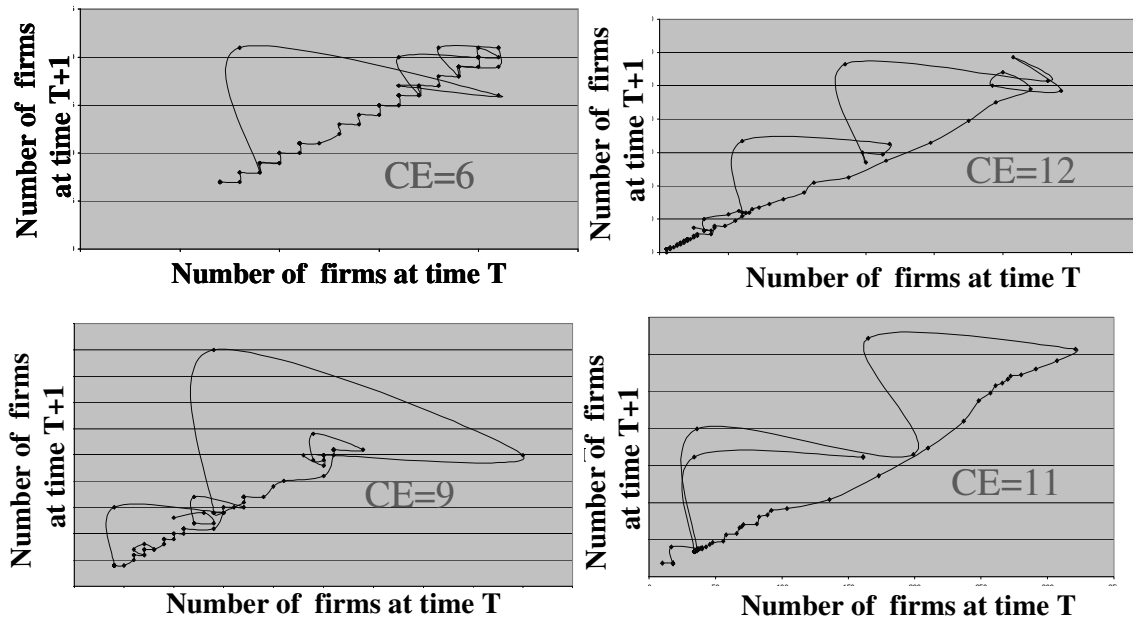 Number of firms
at time T+1
CE=6
Number of firms at time T
Number of firms
at time T+1
CE=12
Number of firms at time T
Number of firms
at time T+1
CE=9
Number of firms at time T
Number of firms
at time T+1
CE=11
Number of firms at time T